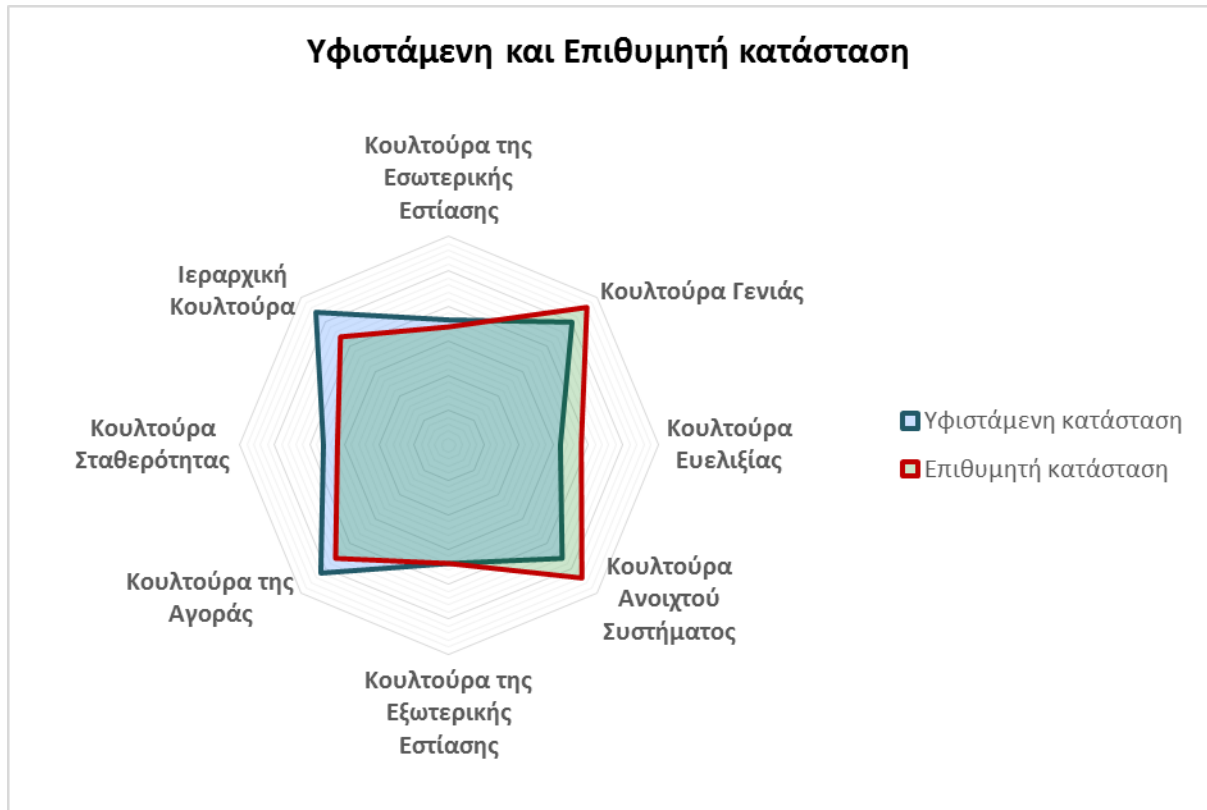 Υφιστάμενη και Επιθυμητή κατάσταση
Κουλτούρα της
Εσωτερικής
Εστίασης
Κουλτούρα Γενιάς
Κουλτούρα
Ευελιξίας
Κουλτούρα
Ανοιχτού
Συστήματος
Κουλτούρα της
Εξωτερικής
Εστίασης
Κουλτούρα της
Αγοράς
Κουλτούρα
Σταθερότητας
Ιεραρχική
Κουλτούρα
Υφιστάμενη κατάσταση
Επιθυμητή κατάσταση